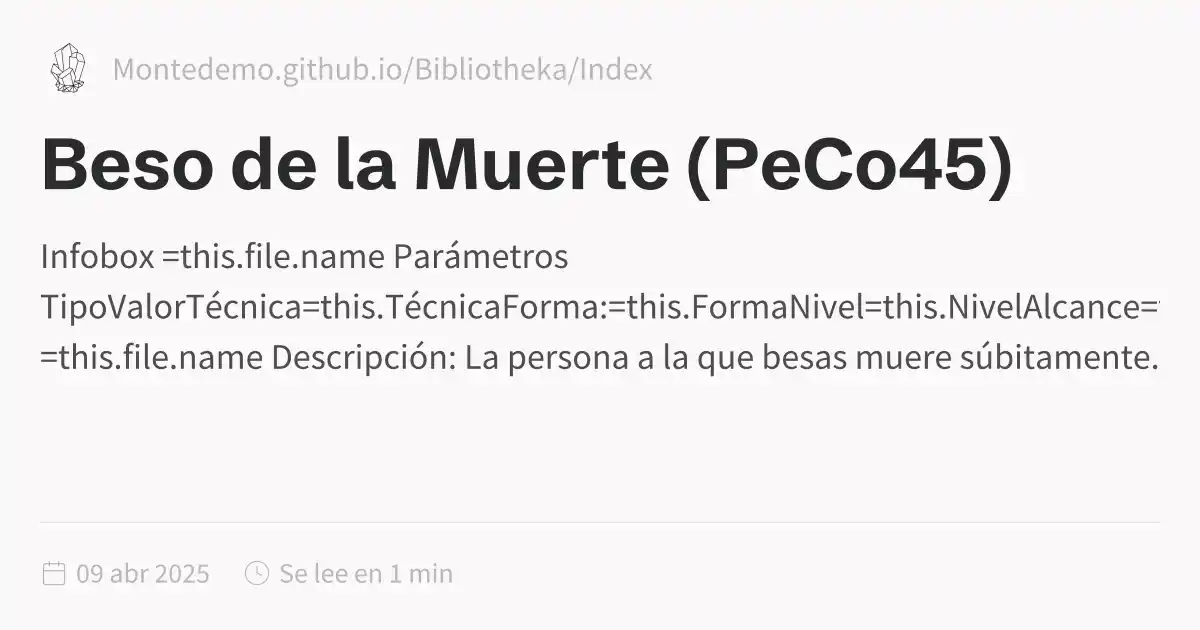 Montedemo.github.io/Bibliotheka/Index
Beso de la Muerte (PeCo45)
Infobox =this.file.name Parámetros
TipoValorTécnica=this.TécnicaForma:=this.FormaNivel=this.NivelAlcance=
=this.file.name Descripción: La persona a la que besas muere súbitamente.
09 abr 2025
Se lee en 1 min